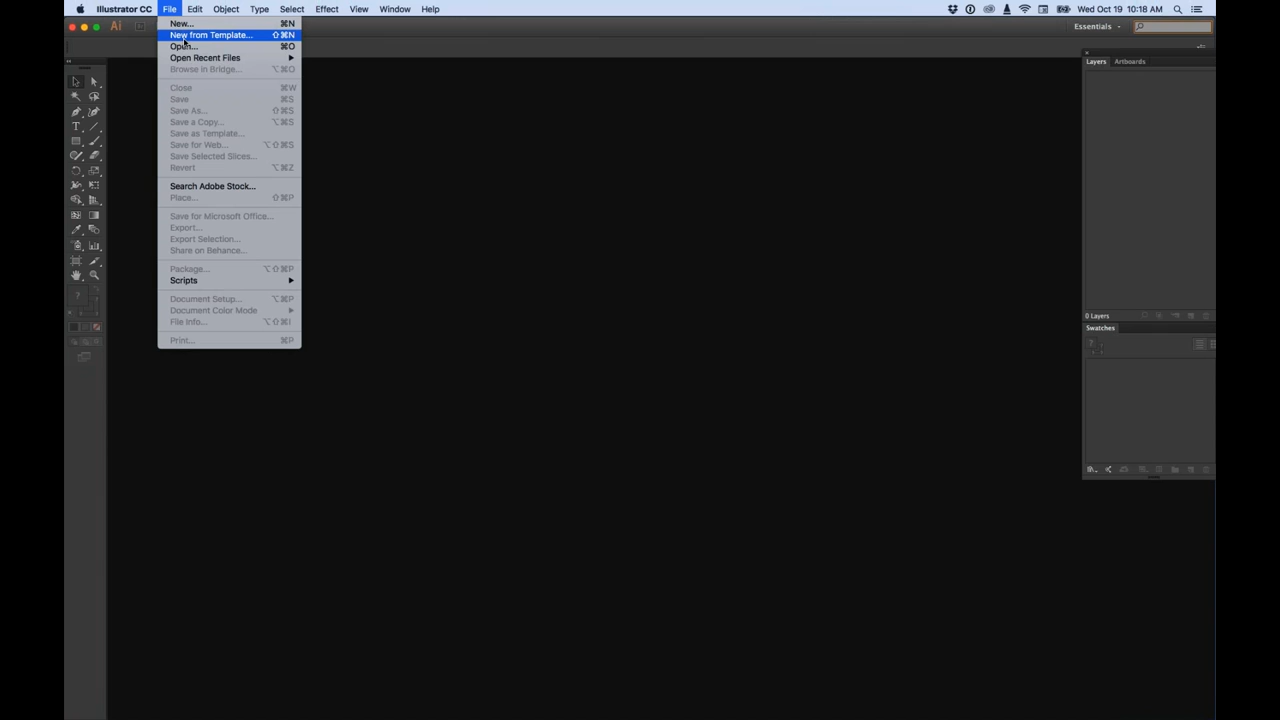 Illustrator CC File Edit Object Type Select Effect View Window Help Wed Oct 19 10:18 AM
Ai Essentials
New... ⌘N
New from Template... ⇧⌘N
Open... ⌘O
Open Recent Files
Browse in Bridge... ⌥⌘O
Close ⌘W
Save ⌘S
Save As... ⇧⌘S
Save a Copy... ⌥⌘S
Save as Template...
Save for Web... ⌥⇧⌘S
Save Selected Slices...
Revert ⌥⌘Z
Search Adobe Stock...
Place... ⇧⌘P
Save for Microsoft Office...
Export...
Export Selection...
Share on Behance...
Package... ⌥⇧⌘P
Scripts
Document Setup... ⌥⌘P
Document Color Mode
File Info... ⌥⇧⌘I
Print... ⌘P
Layers Artboards
0 Layers
Swatches